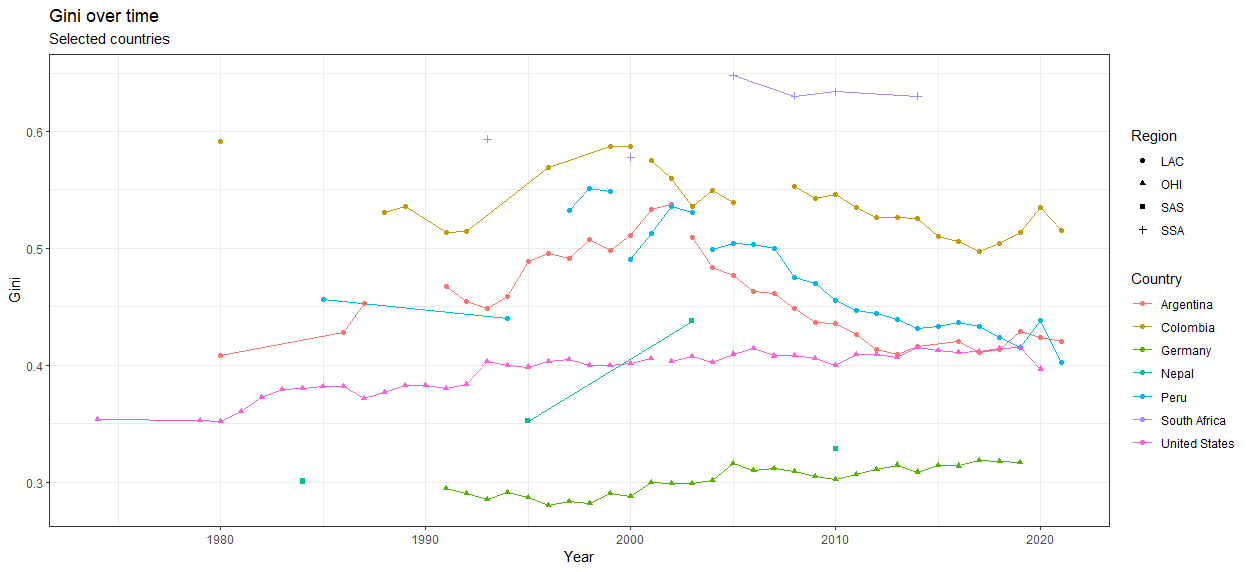 Gini over time
Selected countries
Gini
0.6
0.5
0.4
0.3
1980
1990
2000
2010
2020
Year
Region
LAC
OHI
SAS
SSA
Country
Argentina
Colombia
Germany
Nepal
Peru
South Africa
United States